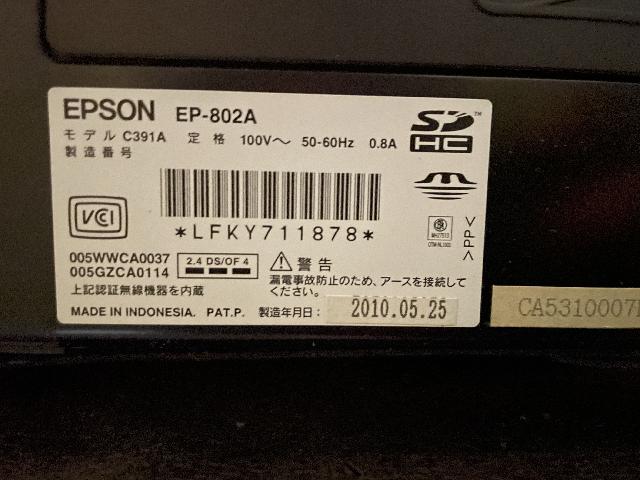 EPSON EP-802A
モデル C391A 定格 100V～ 50-60Hz 0.8A
製造番号
SD HC ™
*LFKY711878*
VCCI
005WWCA0037
005GZCA0114
2.4 DS/OF 4
上記認証無線機器を内蔵
警告
漏電事故防止のため、アースを接続して
ください。
>PP<
MADE IN INDONESIA. PAT.P. 製造年月日: 2010.05.25
CA5310007